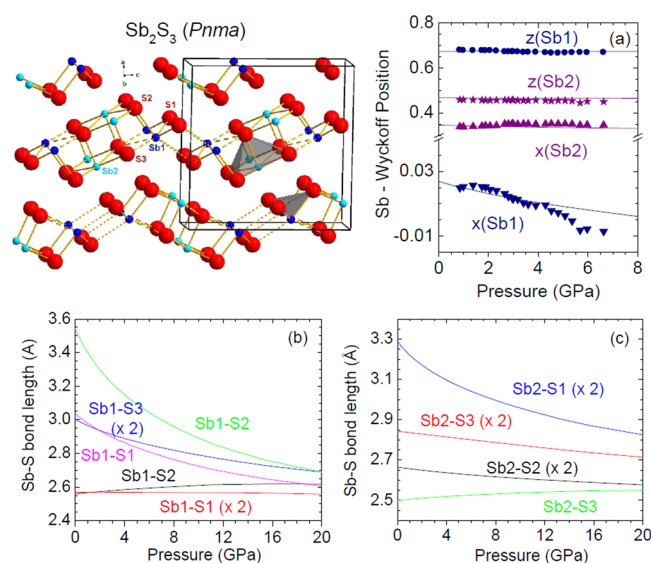 Sb2S3 (Pnma)
a
c
b
S2
S1
Sb1
S3
Sb2
(a)
z(Sb1)
z(Sb2)
x(Sb2)
x(Sb1)
0.8
0.6
0.4
0.03
-0.01
Sb - Wyckoff Position
0 2 4 6 8
Pressure (GPa)
(b)
3.6
3.4
3.2
3.0
2.8
2.6
2.4
Sb-S bond length (A)
Sb1-S3
(x 2)
Sb1-S2
Sb1-S1
Sb1-S2
Sb1-S1 (x 2)
0 4 8 12 16 20
Pressure (GPa)
(c)
3.3
3.1
2.9
2.7
2.5
Sb-S bond length (Å)
Sb2-S1 (x 2)
Sb2-S3 (x 2)
Sb2-S2 (x 2)
Sb2-S3
0 4 8 12 16 20
Pressure (GPa)